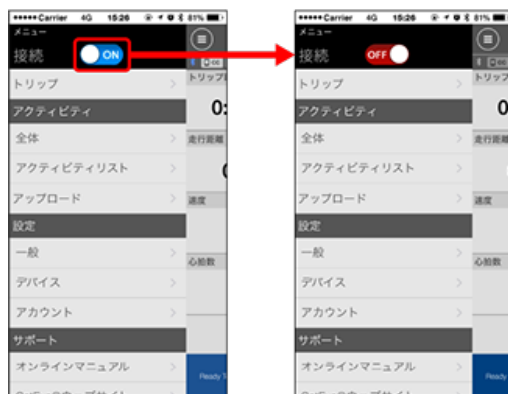 •••••Carrier 4G 15:26 81%
メニュー
接続 ON
トリップ
アクティビティ
全体
アクティビティリスト
アップロード
設定
一般
デバイス
アカウント
サポート
オンラインマニュアル
トリップ
0:
走行距離
速度
心拍数
Ready T
•••••Carrier 4G 15:26 81%
メニュー
接続 OFF
トリップ
アクティビティ
全体
アクティビティリスト
アップロード
設定
一般
デバイス
アカウント
サポート
オンラインマニュアル
トリップ
0
走行距離
速度
心拍数
Ready